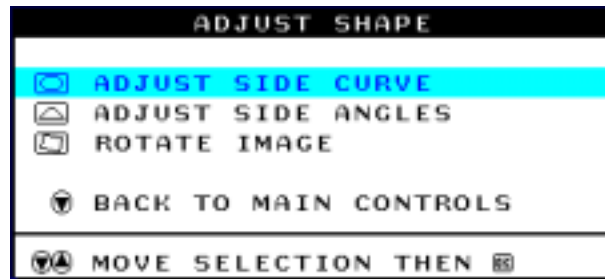 ADJUST SHAPE
ADJUST SIDE CURVE
ADJUST SIDE ANGLES
ROTATE IMAGE
BACK TO MAIN CONTROLS
MOVE SELECTION THEN